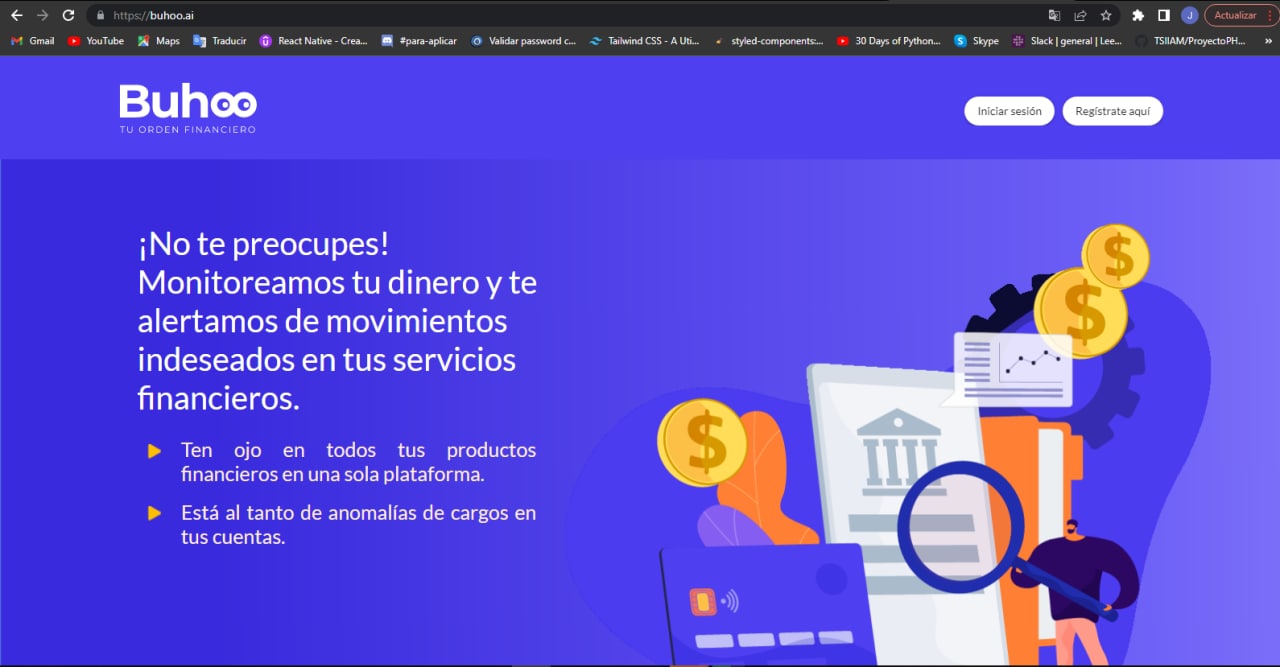 https://buhoo.ai
Actualizar
J
Gmail
YouTube
Maps
Traducir
React Native - Crea...
#para-aplicar
Validar password c...
Tailwind CSS - A Uti...
styled-components:...
30 Days of Python...
Skype
Slack | general | Lee...
TSIIAM/ProyectoPH...
»
Buhoo
TU ORDEN FINANCIERO
Iniciar sesión
Regístrate aquí
¡No te preocupes!
Monitoreamos tu dinero y te
alertamos de movimientos
indeseados en tus servicios
financieros.
Ten ojo en todos tus productos
financieros en una sola plataforma.
Está al tanto de anomalías de cargos en
tus cuentas.
$
$
$